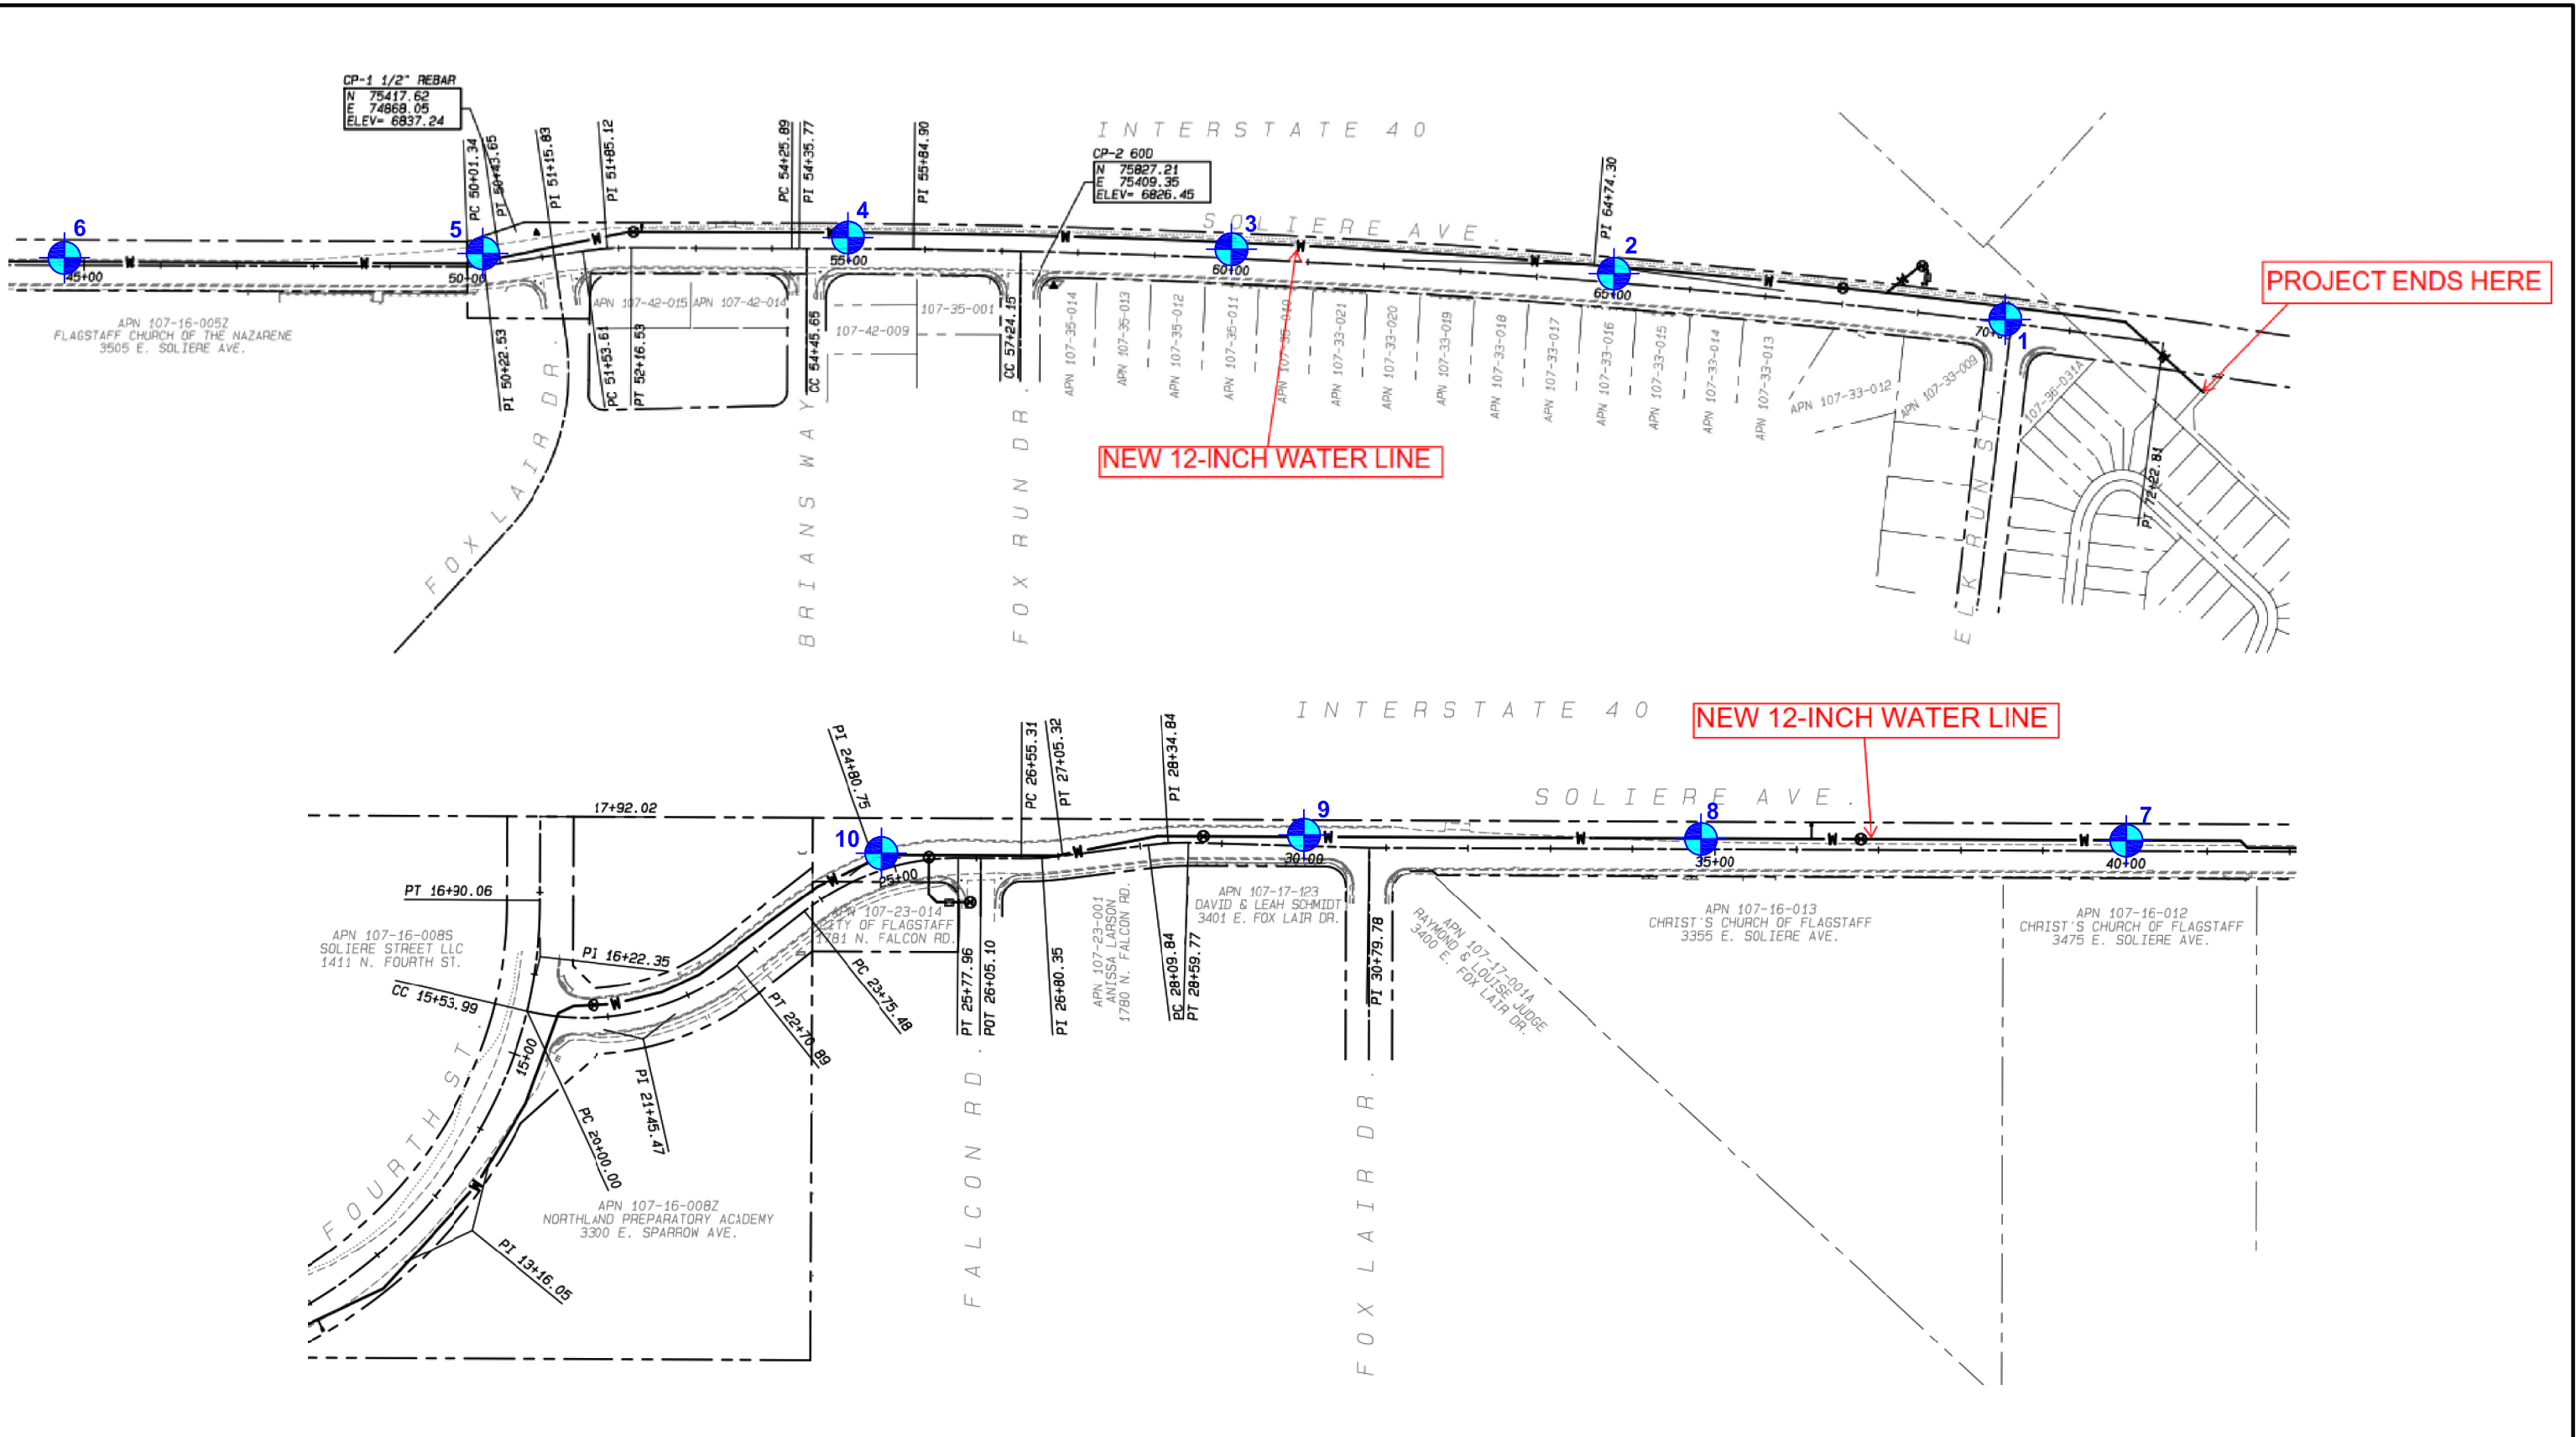 CP-1 1/2" REBAR
N 75417.62
E 74868.05
ELEV= 6837.24
PC 50+01.34
PT 50+43.65
PI 51+15.83
PI 51+85.12
PC 54+25.89
PI 54+35.77
PI 55+84.90
INTERSTATE 40
CP-2 60D
N 75827.21
E 75409.35
ELEV= 6826.45
SOLIERE AVE.
PI 64+74.30
PROJECT ENDS HERE
6
5
4
3
2
1
45+00
50+00
55+00
60+00
65+00
W
W
W
W
W
W
W
APN 107-16-005Z
FLAGSTAFF CHURCH OF THE NAZARENE
3505 E. SOLIERE AVE.
PI 50+22.53
FOX LAIR DR.
PC 51+53.61
PT 52+16.53
APN 107-42-015
APN 107-42-014
CC 54+45.65
BRIANS WAY
107-42-009
107-35-001
CC 57+24.15
FOX RUN DR.
APN 107-35-014
APN 107-35-013
APN 107-35-012
APN 107-35-011
APN 107-33-021
APN 107-33-020
APN 107-33-019
APN 107-33-018
APN 107-33-017
APN 107-33-016
APN 107-33-015
APN 107-33-014
APN 107-33-013
APN 107-33-012
APN 107-33-009
107-36-031A
ELK RUN ST.
PT 72+22.81
NEW 12-INCH WATER LINE
INTERSTATE 40
NEW 12-INCH WATER LINE
SOLIERE AVE.
17+92.02
PI 24+80.75
PC 26+55.31
PT 27+05.32
PI 28+34.84
10
9
8
7
25+00
30+00
35+00
40+00
W
W
W
W
W
W
W
W
PT 16+90.06
APN 107-16-008S
SOLIERE STREET LLC
1411 N. FOURTH ST.
PI 16+22.35
CC 15+53.99
15+00
FOURTH ST.
PC 20+00.00
PI 21+45.47
PT 22+70.89
PC 23+75.48
APN 107-23-014
CITY OF FLAGSTAFF
1781 N. FALCON RD.
PT 25+77.96
POT 26+05.10
PI 26+80.35
APN 107-23-001
ANISSA LARSON
1780 N. FALCON RD.
PC 28+09.84
PT 28+59.77
APN 107-17-123
DAVID & LEAH SCHMIDT
3401 E. FOX LAIR DR.
PI 30+79.78
APN 107-17-001A
RAYMOND & LOUISE JUDGE
3400 E. FOX LAIR DR.
APN 107-16-013
CHRIST'S CHURCH OF FLAGSTAFF
3355 E. SOLIERE AVE.
APN 107-16-012
CHRIST'S CHURCH OF FLAGSTAFF
3475 E. SOLIERE AVE.
APN 107-16-008Z
NORTHLAND PREPARATORY ACADEMY
3300 E. SPARROW AVE.
PI 13+16.05
FALCON RD.
FOX LAIR DR.